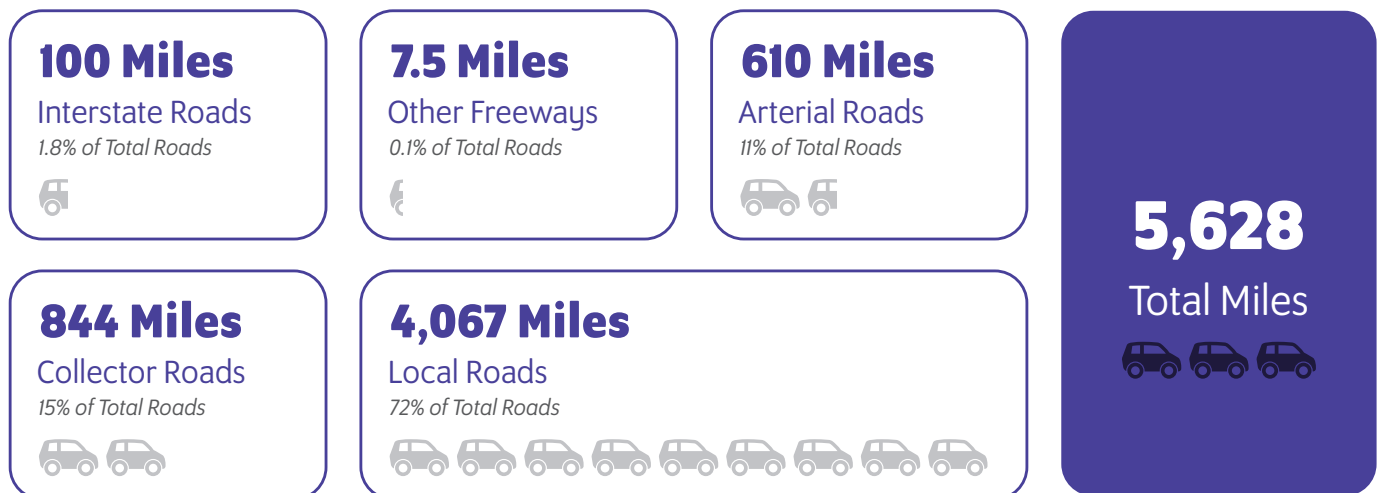 100 Miles
Interstate Roads
1.8% of Total Roads
7.5 Miles
Other Freeways
0.1% of Total Roads
610 Miles
Arterial Roads
11% of Total Roads
844 Miles
Collector Roads
15% of Total Roads
4,067 Miles
Local Roads
72% of Total Roads
5,628
Total Miles